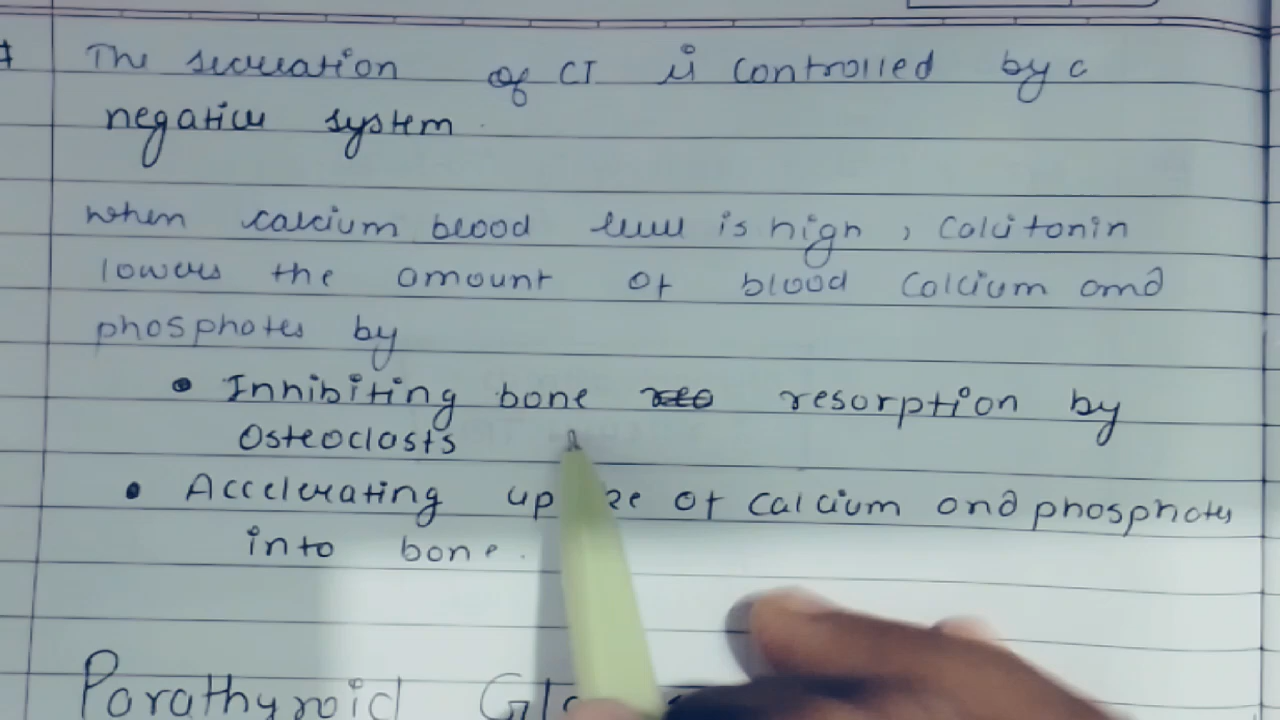 The secreation of CT is controlled by a
negative system
when calcium blood level is high, Calcitonin
lowers the amount of blood Calcium and
phosphates by
• Inhibiting bone resorption by
Osteoclasts
• Accelerating of Calcium and phosphates
into bone.
Parathyroid